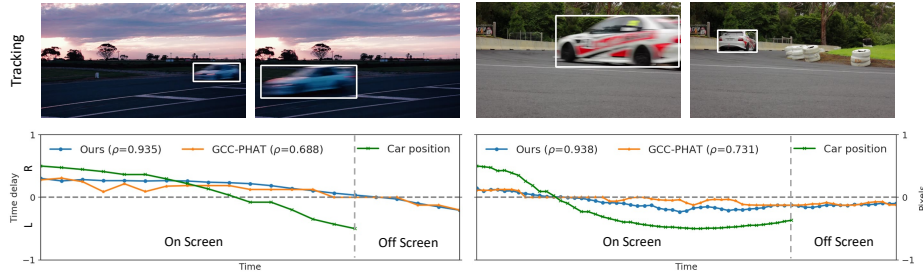 Tracking
1
0
−1
Time delay
R
L
Ours (ρ=0.935)
GCC-PHAT (ρ=0.688)
Car position
On Screen
Off Screen
Time
Ours (ρ=0.938)
GCC-PHAT (ρ=0.731)
Car position
On Screen
Off Screen
Time
1
0
−1
Pixels